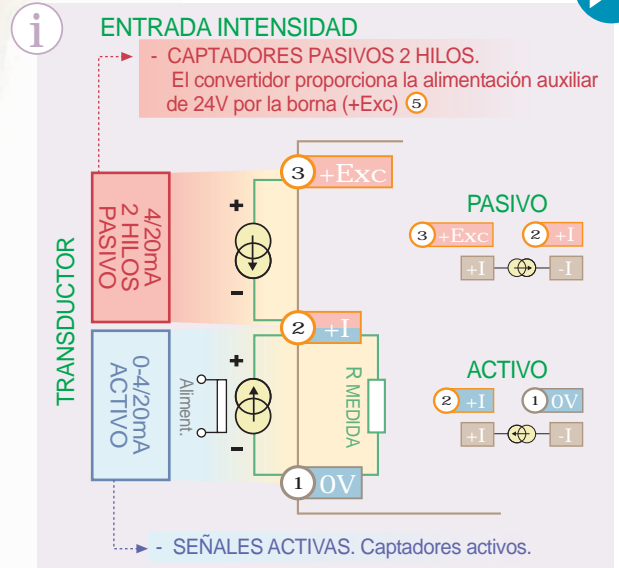 i
ENTRADA INTENSIDAD
- CAPTADORES PASIVOS 2 HILOS.
El convertidor proporciona la alimentación auxiliar
de 24V por la borna (+Exc) 5
TRANSDUCTOR
4/20mA
2 HILOS
PASIVO
+
-
3 +Exc
PASIVO
3 +Exc 2 +I
+I -I
2 +I
0-4/20mA
ACTIVO
Aliment.
+
-
R MEDIDA
ACTIVO
2 +I 1 0V
+I -I
1 0V
- SEÑALES ACTIVAS. Captadores activos.